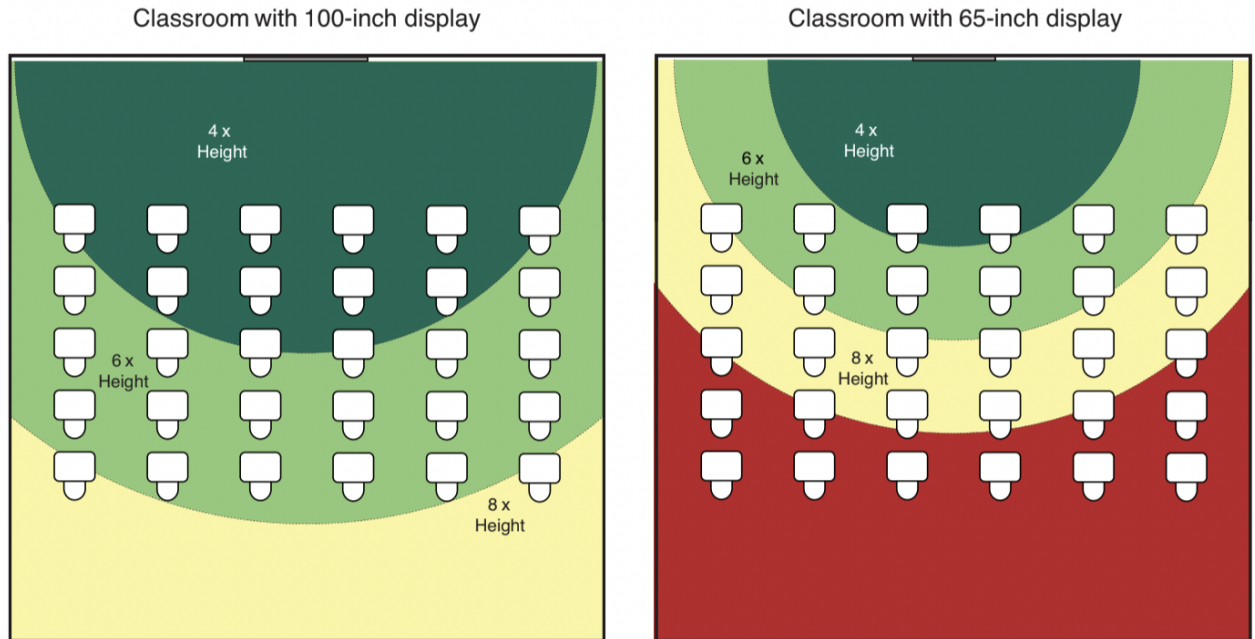 Classroom with 100-inch display
4 x
Height
6 x
Height
8 x
Height
Classroom with 65-inch display
4 x
Height
6 x
Height
8 x
Height